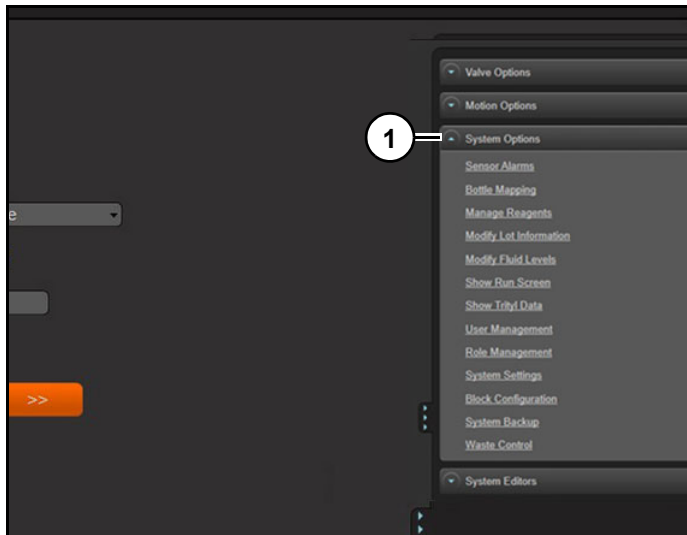 Valve Options
Motion Options
1
System Options
Sensor Alarms
Bottle Mapping
Manage Reagents
e
Modify Lot Information
Modify Fluid Levels
Show Run Screen
Show Trityl Data
User Management
Role Management
System Settings
>>
Block Configuration
System Backup
Waste Control
System Editors